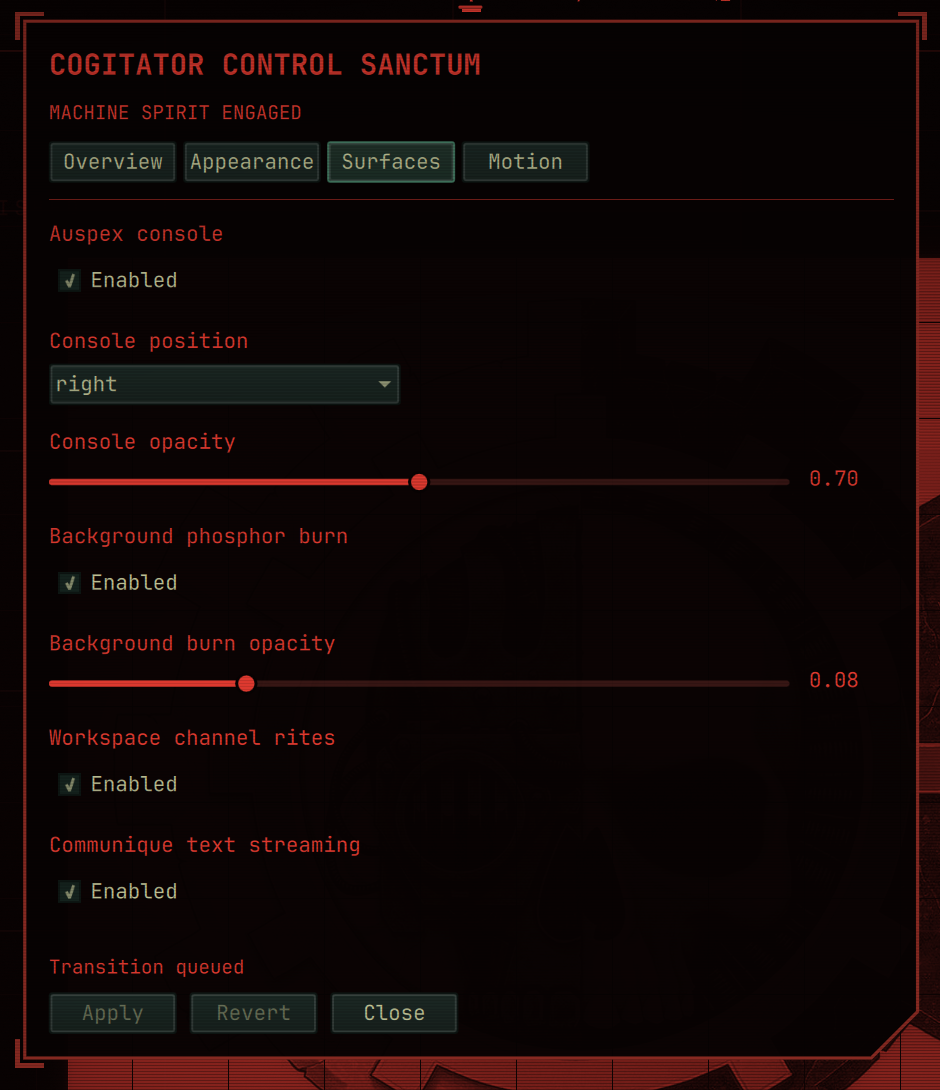 COGITATOR CONTROL SANCTUM
MACHINE SPIRIT ENGAGED
Overview Appearance Surfaces Motion
Auspex console
Enabled
Console position
right
Console opacity
0.70
Background phosphor burn
Enabled
Background burn opacity
0.08
Workspace channel rites
Enabled
Communique text streaming
Enabled
Transition queued
Apply Revert Close